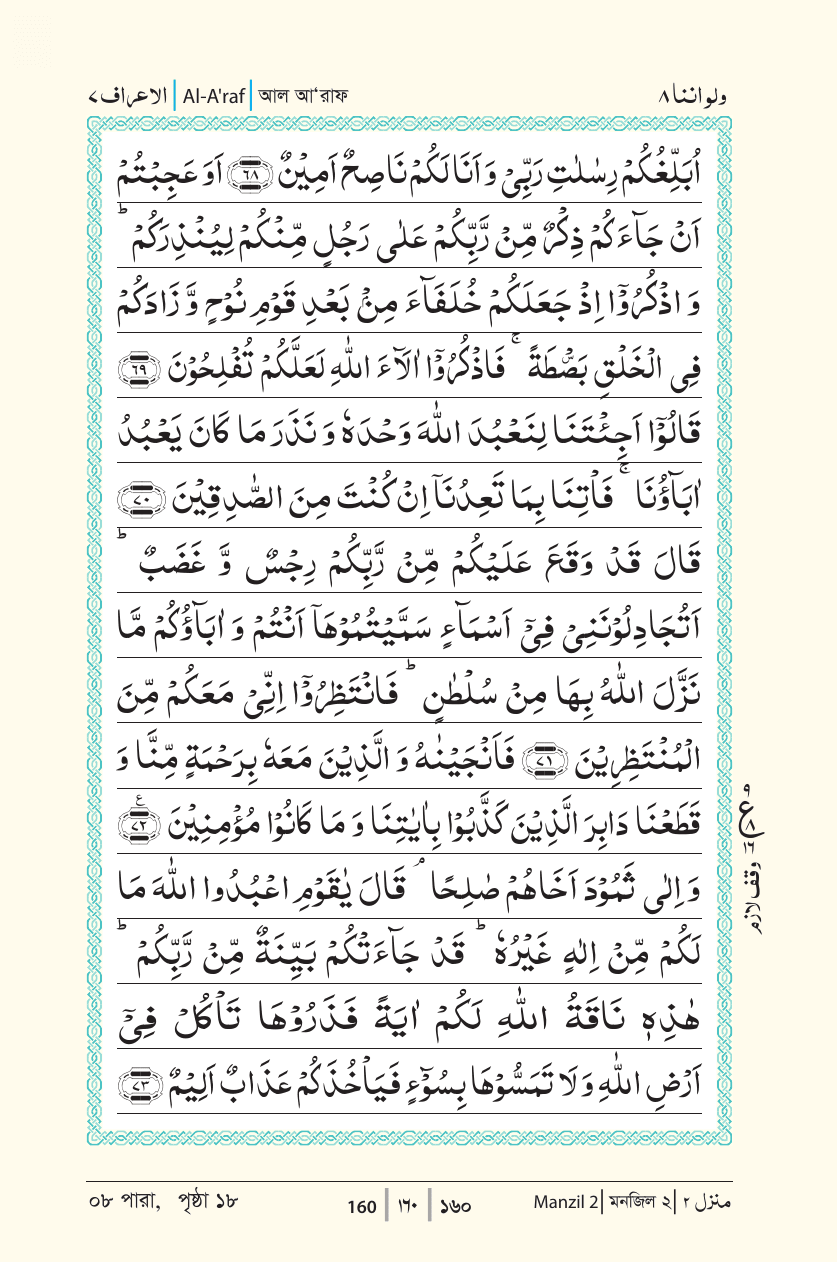 الاعراف ٧ | Al-A'raf | আল আ'রাফ ولواننا ٨
اُبَلِّغُكُمْ رِسٰلٰتِ رَبِّىْ وَ اَنَا لَكُمْ نَاصِحٌ اَمِيْنٌ ﴿٦٨﴾ اَوَ عَجِبْتُمْ
اَنْ جَآءَكُمْ ذِكْرٌ مِّنْ رَّبِّكُمْ عَلٰى رَجُلٍ مِّنْكُمْ لِيُنْذِرَكُمْ ؕ
وَ اذْكُرُوْۤا اِذْ جَعَلَكُمْ خُلَفَآءَ مِنْۢ بَعْدِ قَوْمِ نُوْحٍ وَّ زَادَكُمْ
فِى الْخَلْقِ بَصْۜطَةً ۚ فَاذْكُرُوْۤا اٰلَآءَ اللّٰهِ لَعَلَّكُمْ تُفْلِحُوْنَ ﴿٦٩﴾
قَالُوْۤا اَجِئْتَنَا لِنَعْبُدَ اللّٰهَ وَحْدَهٗ وَ نَذَرَ مَا كَانَ يَعْبُدُ
اٰبَآؤُنَا ۚ فَاْتِنَا بِمَا تَعِدُنَاۤ اِنْ كُنْتَ مِنَ الصّٰدِقِيْنَ ﴿٧٠﴾
قَالَ قَدْ وَقَعَ عَلَيْكُمْ مِّنْ رَّبِّكُمْ رِجْسٌ وَّ غَضَبٌ ؕ
اَتُجَادِلُوْنَنِىْ فِىْۤ اَسْمَآءٍ سَمَّيْتُمُوْهَاۤ اَنْتُمْ وَ اٰبَآؤُكُمْ مَّا
نَزَّلَ اللّٰهُ بِهَا مِنْ سُلْطٰنٍ ؕ فَانْتَظِرُوْۤا اِنِّىْ مَعَكُمْ مِّنَ
الْمُنْتَظِرِيْنَ ﴿٧١﴾ فَاَنْجَيْنٰهُ وَ الَّذِيْنَ مَعَهٗ بِرَحْمَةٍ مِّنَّا وَ
قَطَعْنَا دَابِرَ الَّذِيْنَ كَذَّبُوْا بِاٰيٰتِنَا وَ مَا كَانُوْا مُؤْمِنِيْنَ ﴿٧٢﴾ ع
٩ ع ٨ ١٦ وقف لازم
وَ اِلٰى ثَمُوْدَ اَخَاهُمْ صٰلِحًا ۘ قَالَ يٰقَوْمِ اعْبُدُوا اللّٰهَ مَا
لَكُمْ مِّنْ اِلٰهٍ غَيْرُهٗ ؕ قَدْ جَآءَتْكُمْ بَيِّنَةٌ مِّنْ رَّبِّكُمْ ؕ
هٰذِهٖ نَاقَةُ اللّٰهِ لَكُمْ اٰيَةً فَذَرُوْهَا تَاْكُلْ فِىْۤ
اَرْضِ اللّٰهِ وَ لَا تَمَسُّوْهَا بِسُوْٓءٍ فَيَاْخُذَكُمْ عَذَابٌ اَلِيْمٌ ﴿٧٣﴾
০৮ পারা, পৃষ্ঠা ১৮ 160 | ١٦٠ | ১৬০ Manzil 2 | মনজিল ২ | منزل ٢